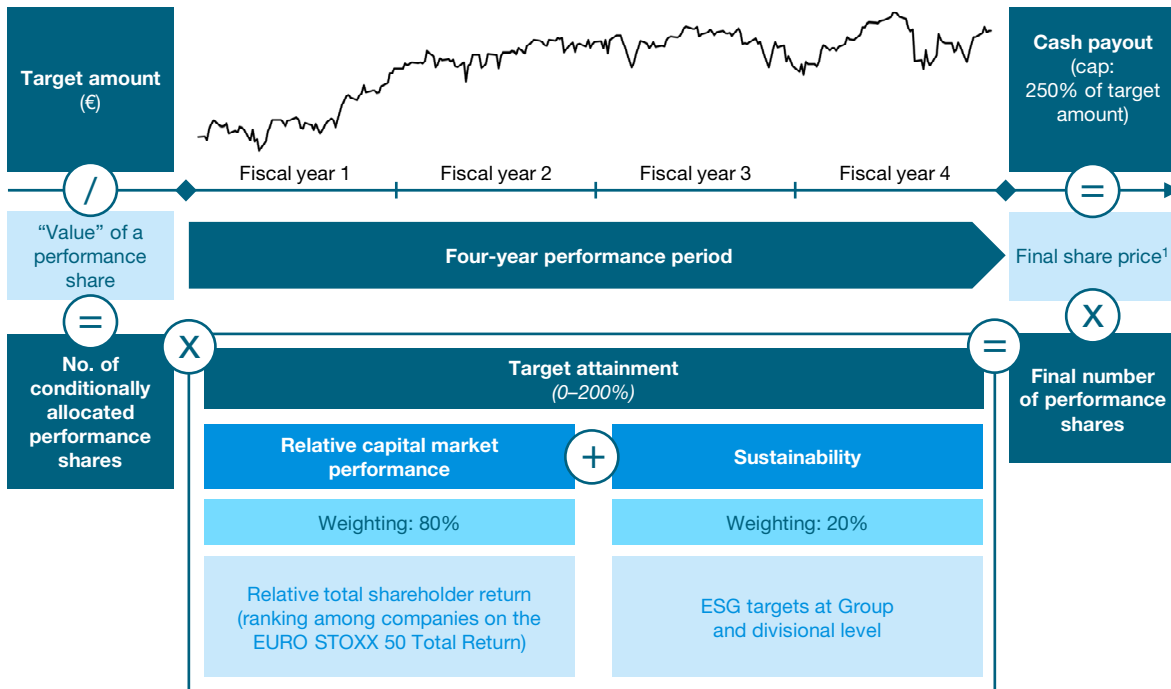 Target amount
(€)
Cash payout
(cap:
250% of target
amount)
Fiscal year 1
Fiscal year 2
Fiscal year 3
Fiscal year 4
/
=
“Value” of a
performance
share
Four-year performance period
Final share price¹
=
X
No. of
conditionally
allocated
performance
shares
X
Target attainment
(0–200%)
=
Final number
of performance
shares
Relative capital market
performance
+
Sustainability
Weighting: 80%
Weighting: 20%
Relative total shareholder return
(ranking among companies on the
EURO STOXX 50 Total Return)
ESG targets at Group
and divisional level